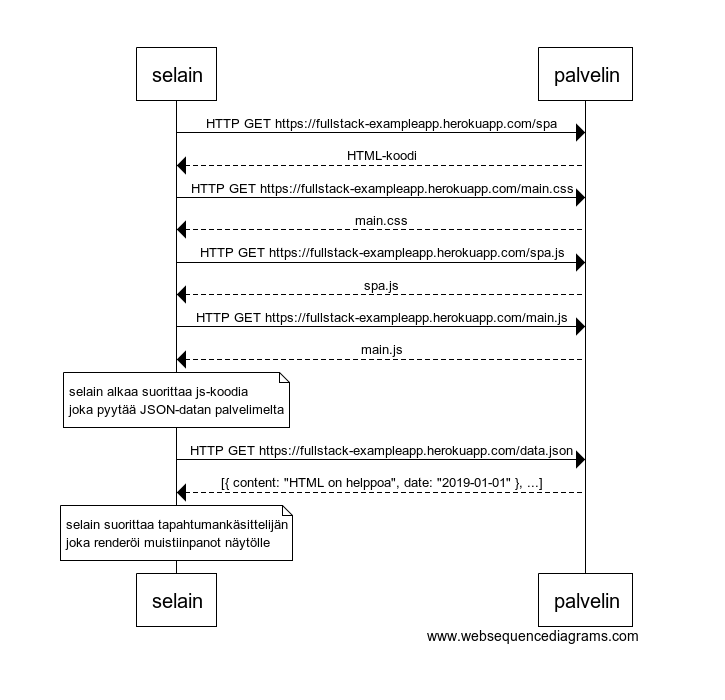 selain
palvelin
HTTP GET https://fullstack-exampleapp.herokuapp.com/spa
HTML-koodi
HTTP GET https://fullstack-exampleapp.herokuapp.com/main.css
main.css
HTTP GET https://fullstack-exampleapp.herokuapp.com/spa.js
spa.js
HTTP GET https://fullstack-exampleapp.herokuapp.com/main.js
main.js
selain alkaa suorittaa js-koodia
joka pyytää JSON-datan palvelimelta
HTTP GET https://fullstack-exampleapp.herokuapp.com/data.json
[{ content: "HTML on helppoa", date: "2019-01-01" }, ...]
selain suorittaa tapahtumankäsittelijän
joka renderöi muistiinpanot näytölle
selain
palvelin
www.websequencediagrams.com